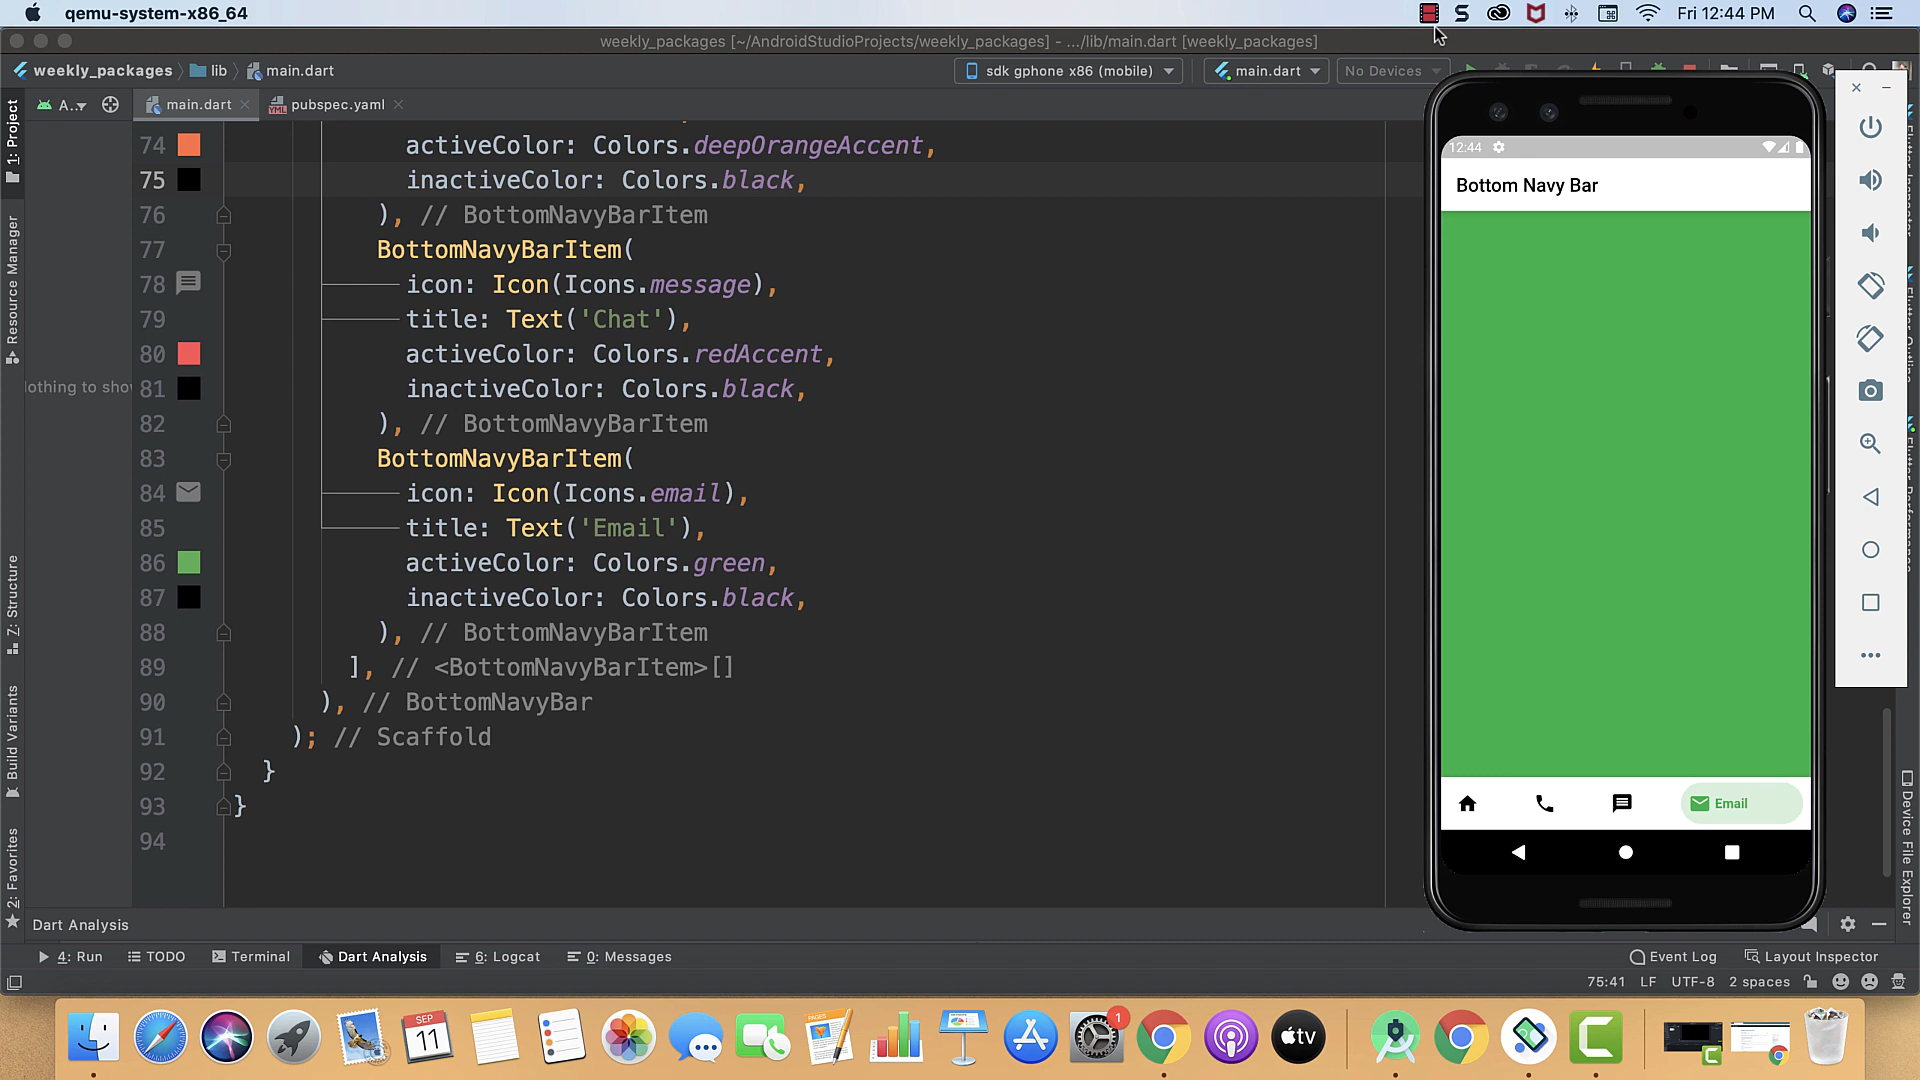 qemu-system-x86_64
Fri 12:44 PM
weekly_packages [~/AndroidStudioProjects/weekly_packages] - .../lib/main.dart [weekly_packages]
weekly_packages
lib
main.dart
sdk gphone x86 (mobile)
main.dart
No Devices
A..
main.dart
pubspec.yaml
1: Project
Resource Manager
7: Structure
Build Variants
2: Favorites
74 activeColor: Colors.deepOrangeAccent,
75 inactiveColor: Colors.black,
76 ), // BottomNavyBarItem
77 BottomNavyBarItem(
78 icon: Icon(Icons.message),
79 title: Text('Chat'),
80 activeColor: Colors.redAccent,
81 inactiveColor: Colors.black,
82 ), // BottomNavyBarItem
83 BottomNavyBarItem(
84 icon: Icon(Icons.email),
85 title: Text('Email'),
86 activeColor: Colors.green,
87 inactiveColor: Colors.black,
88 ), // BottomNavyBarItem
89 ], // <BottomNavyBarItem>[]
90 ), // BottomNavyBar
91 ); // Scaffold
92 }
93 }
94
12:44
Bottom Navy Bar
Email
Device File Explorer
Dart Analysis
4: Run
TODO
Terminal
Dart Analysis
6: Logcat
0: Messages
Event Log
Layout Inspector
75:41 LF UTF-8 2 spaces
SEP
11
PAGES
1
tv